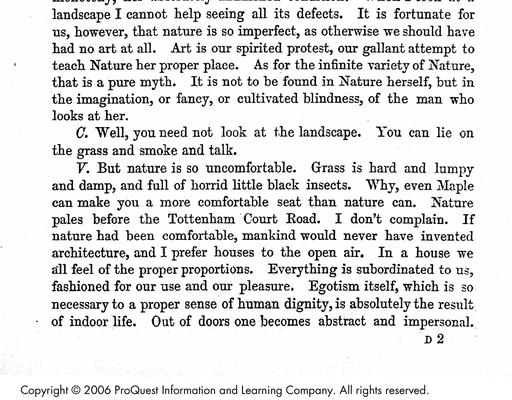 landscape I cannot help seeing all its defects. It is fortunate for
us, however, that nature is so imperfect, as otherwise we should have
had no art at all. Art is our spirited protest, our gallant attempt to
teach Nature her proper place. As for the infinite variety of Nature,
that is a pure myth. It is not to be found in Nature herself, but in
the imagination, or fancy, or cultivated blindness, of the man who
looks at her.
C. Well, you need not look at the landscape. You can lie on
the grass and smoke and talk.
V. But nature is so uncomfortable. Grass is hard and lumpy
and damp, and full of horrid little black insects. Why, even Maple
can make you a more comfortable seat than nature can. Nature
pales before the Tottenham Court Road. I don't complain. If
nature had been comfortable, mankind would never have invented
architecture, and I prefer houses to the open air. In a house we
all feel of the proper proportions. Everything is subordinated to us,
fashioned for our use and our pleasure. Egotism itself, which is so
necessary to a proper sense of human dignity, is absolutely the result
of indoor life. Out of doors one becomes abstract and impersonal.
D 2
Copyright © 2006 ProQuest Information and Learning Company. All rights reserved.